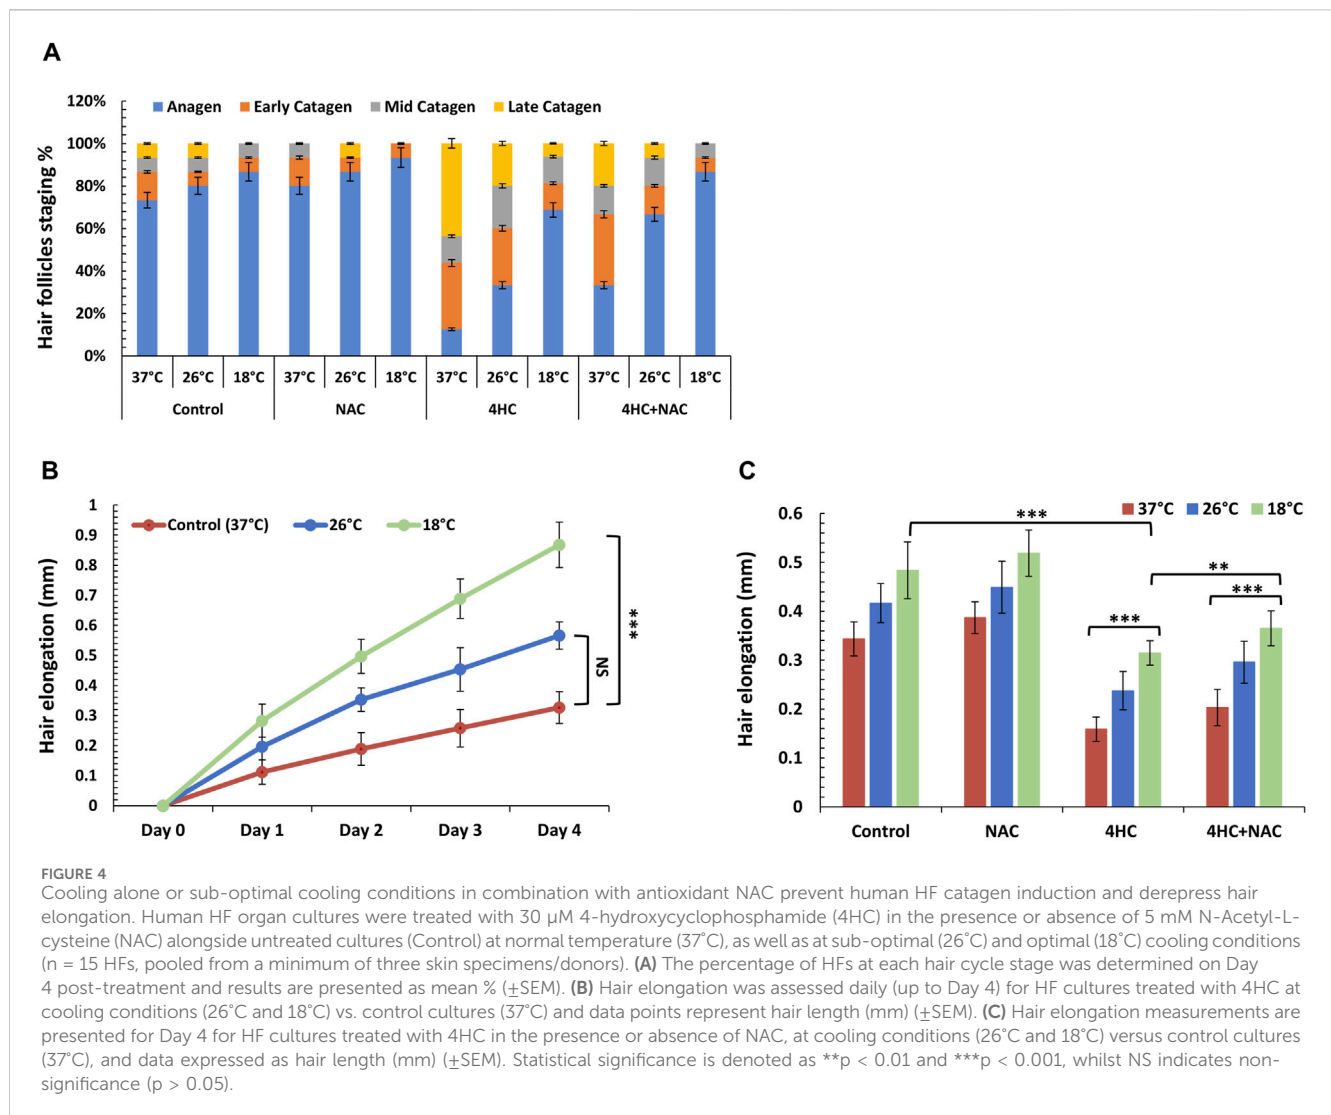 A
120%
100%
80%
60%
40%
20%
0%
Hair follicles staging %
Anagen Early Catagen Mid Catagen Late Catagen
37°C 26°C 18°C 37°C 26°C 18°C 37°C 26°C 18°C 37°C 26°C 18°C
Control NAC 4HC 4HC+NAC
B
1
0.9
0.8
0.7
0.6
0.5
0.4
0.3
0.2
0.1
0
Hair elongation (mm)
Control (37°C) 26°C 18°C
NS
***
Day 0 Day 1 Day 2 Day 3 Day 4
C
0.6
0.5
0.4
0.3
0.2
0.1
0
Hair elongation (mm)
37°C 26°C 18°C
***
**
***
***
Control NAC 4HC 4HC+NAC
FIGURE 4
Cooling alone or sub-optimal cooling conditions in combination with antioxidant NAC prevent human HF catagen induction and derepress hair
elongation. Human HF organ cultures were treated with 30 µM 4-hydroxycyclophosphamide (4HC) in the presence or absence of 5 mM N-Acetyl-L-
cysteine (NAC) alongside untreated cultures (Control) at normal temperature (37°C), as well as at sub-optimal (26°C) and optimal (18°C) cooling conditions
(n = 15 HFs, pooled from a minimum of three skin specimens/donors). (A) The percentage of HFs at each hair cycle stage was determined on Day
4 post-treatment and results are presented as mean % (±SEM). (B) Hair elongation was assessed daily (up to Day 4) for HF cultures treated with 4HC at
cooling conditions (26°C and 18°C) vs. control cultures (37°C) and data points represent hair length (mm) (±SEM). (C) Hair elongation measurements are
presented for Day 4 for HF cultures treated with 4HC in the presence or absence of NAC, at cooling conditions (26°C and 18°C) versus control cultures
(37°C), and data expressed as hair length (mm) (±SEM). Statistical significance is denoted as **p < 0.01 and ***p < 0.001, whilst NS indicates non-
significance (p > 0.05).